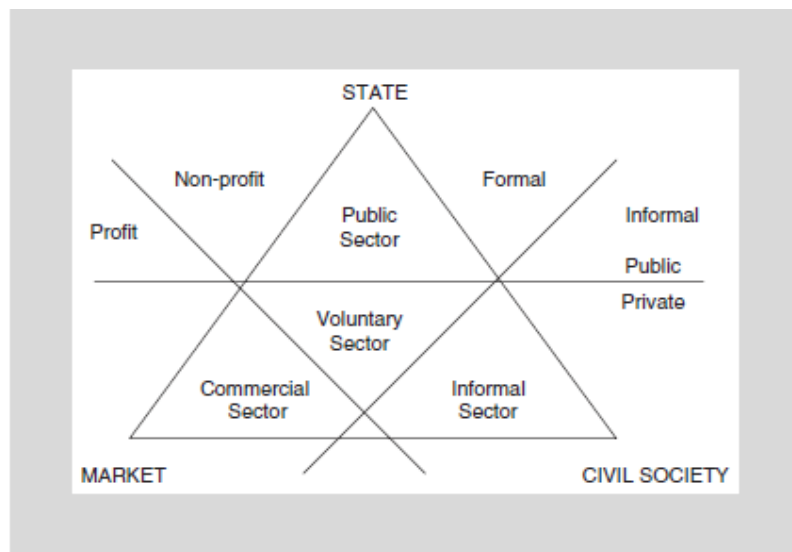 STATE
Non-profit
Formal
Profit
Public
Sector
Informal
Public
Private
Voluntary
Sector
Commercial
Sector
Informal
Sector
MARKET
CIVIL SOCIETY